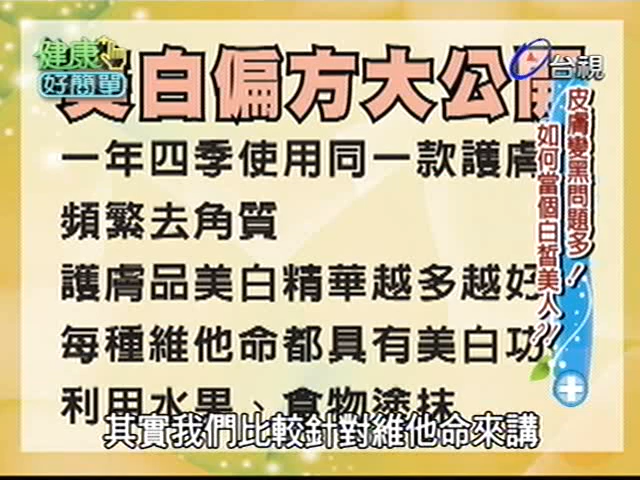 健康
好簡單
台視
美白偏方大公開
一年四季使用同一款護膚
頻繁去角質
護膚品美白精華越多越好
每種維他命都具有美白功
利用水果、食物塗抹
皮膚變黑問題多！
如何當個白皙美人?!
其實我們比較針對維他命來講